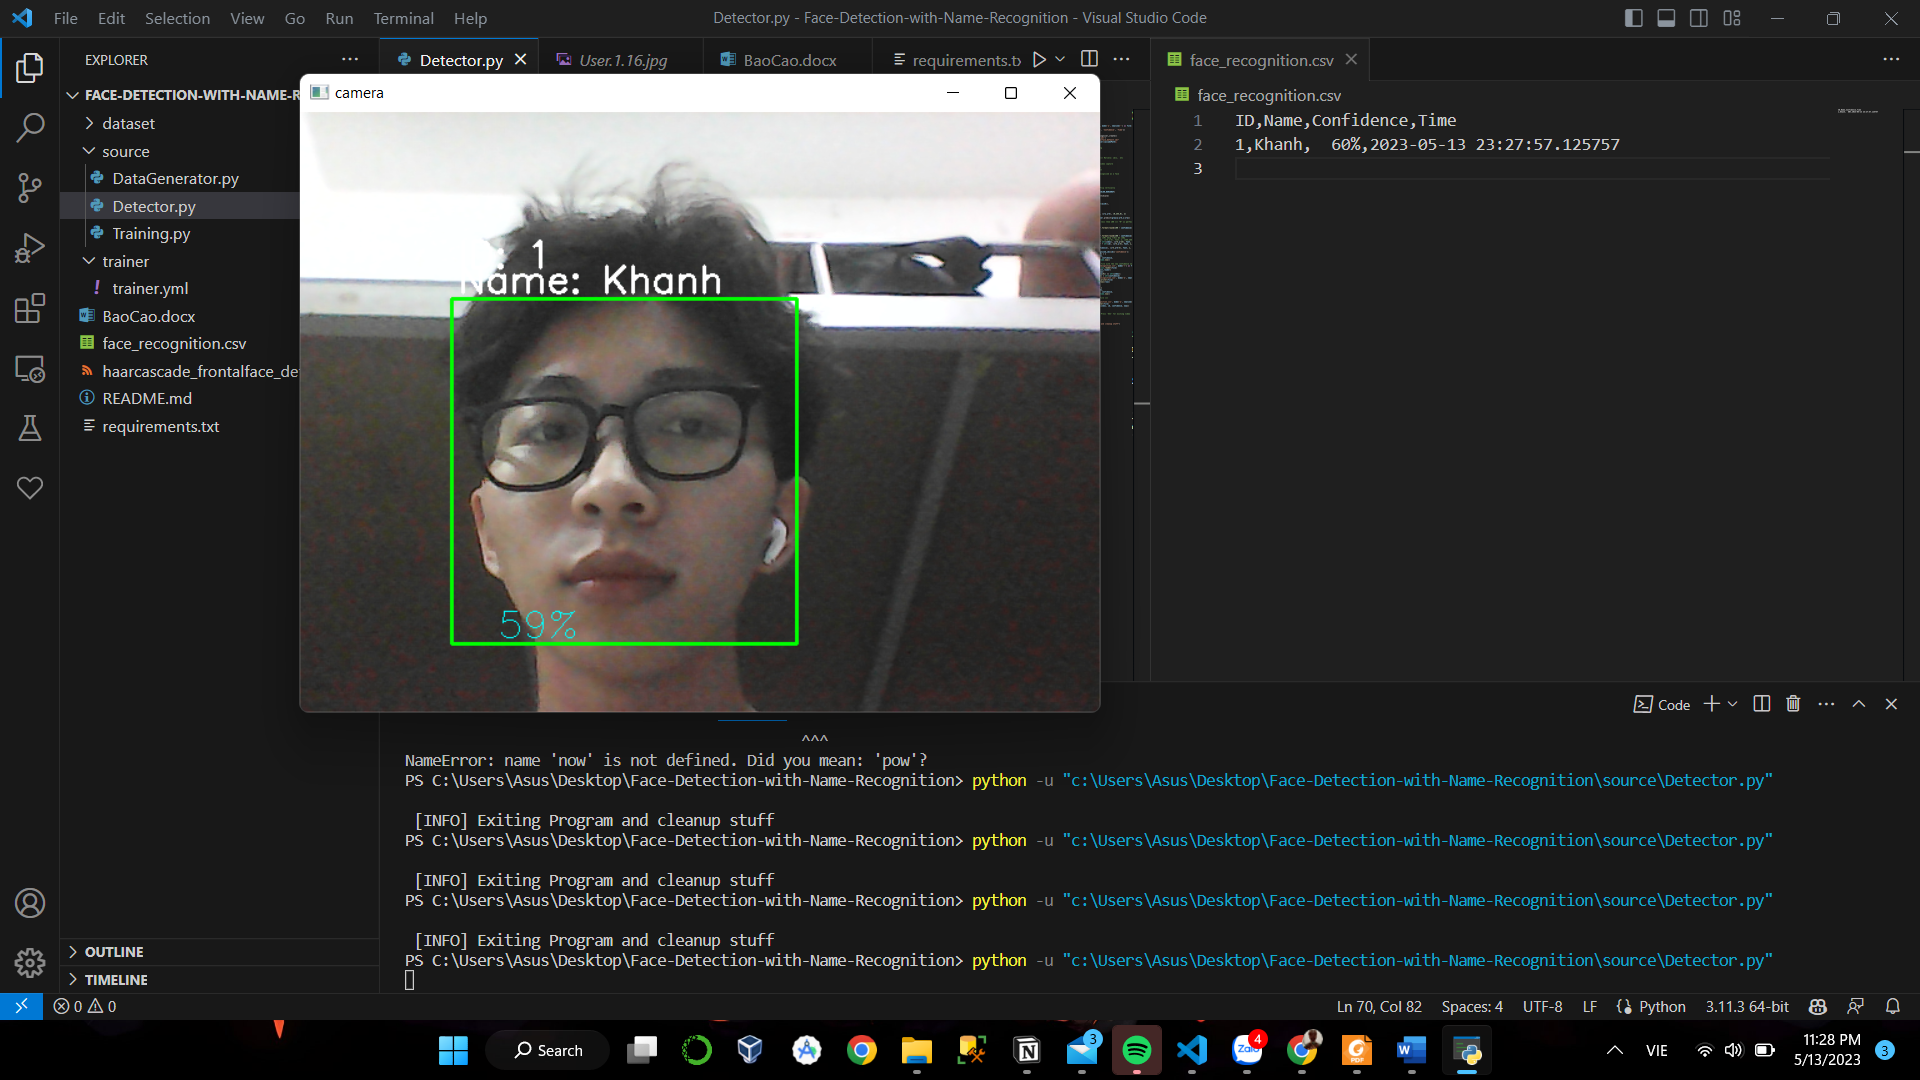 File Edit Selection View Go Run Terminal Help
Detector.py - Face-Detection-with-Name-Recognition - Visual Studio Code
EXPLORER
Detector.py
User.1.16.jpg
BaoCao.docx
requirements.tx
face_recognition.csv
FACE-DETECTION-WITH-NAME-R
dataset
source
DataGenerator.py
Detector.py
Training.py
trainer
! trainer.yml
BaoCao.docx
face_recognition.csv
haarcascade_frontalface_de
README.md
requirements.txt
OUTLINE
TIMELINE
camera
1
Name: Khanh
59%
face_recognition.csv
1 ID,Name,Confidence,Time
2 1,Khanh,  60%,2023-05-13 23:27:57.125757
3
Code
^^^
NameError: name 'now' is not defined. Did you mean: 'pow'?
PS C:\Users\Asus\Desktop\Face-Detection-with-Name-Recognition> python -u "c:\Users\Asus\Desktop\Face-Detection-with-Name-Recognition\source\Detector.py"
[INFO] Exiting Program and cleanup stuff
PS C:\Users\Asus\Desktop\Face-Detection-with-Name-Recognition> python -u "c:\Users\Asus\Desktop\Face-Detection-with-Name-Recognition\source\Detector.py"
[INFO] Exiting Program and cleanup stuff
PS C:\Users\Asus\Desktop\Face-Detection-with-Name-Recognition> python -u "c:\Users\Asus\Desktop\Face-Detection-with-Name-Recognition\source\Detector.py"
[INFO] Exiting Program and cleanup stuff
PS C:\Users\Asus\Desktop\Face-Detection-with-Name-Recognition> python -u "c:\Users\Asus\Desktop\Face-Detection-with-Name-Recognition\source\Detector.py"
0 0
Ln 70, Col 82 Spaces: 4 UTF-8 LF Python 3.11.3 64-bit
Search
3
Zalo 4
PDF
VIE
11:28 PM
5/13/2023
3